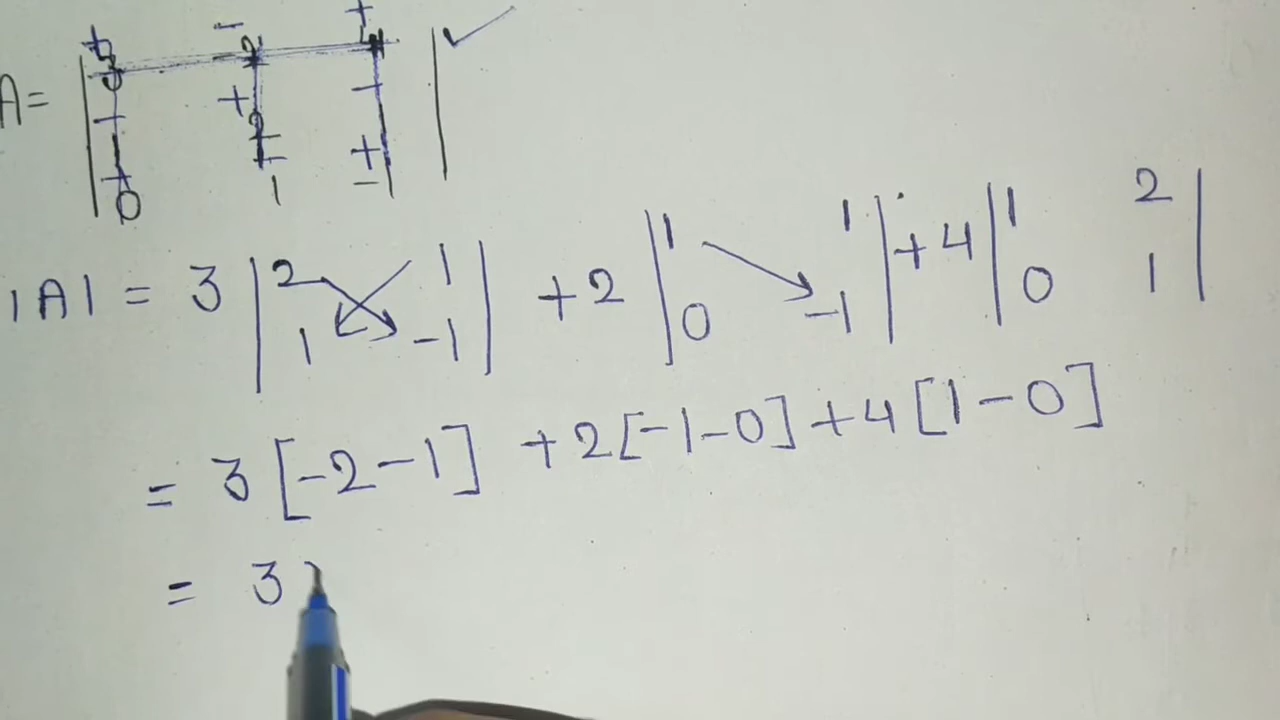 A=
|A| = 3 | 2 1 | + 2 | 1 1 | + 4 | 1 2 |
1 -1 0 -1 0 1
= 3 [-2-1] + 2 [-1-0] + 4 [1-0]
= 3